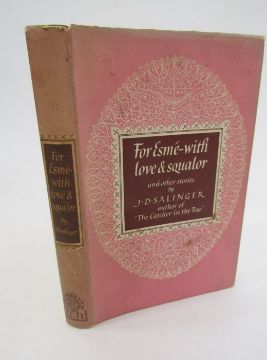 For Esmé-with
love & squalor
and other stories
by
J·D·SALINGER
author of
"The Catcher in the Rye"
For
Esmé-
with
love &
squalor
by
Salinger